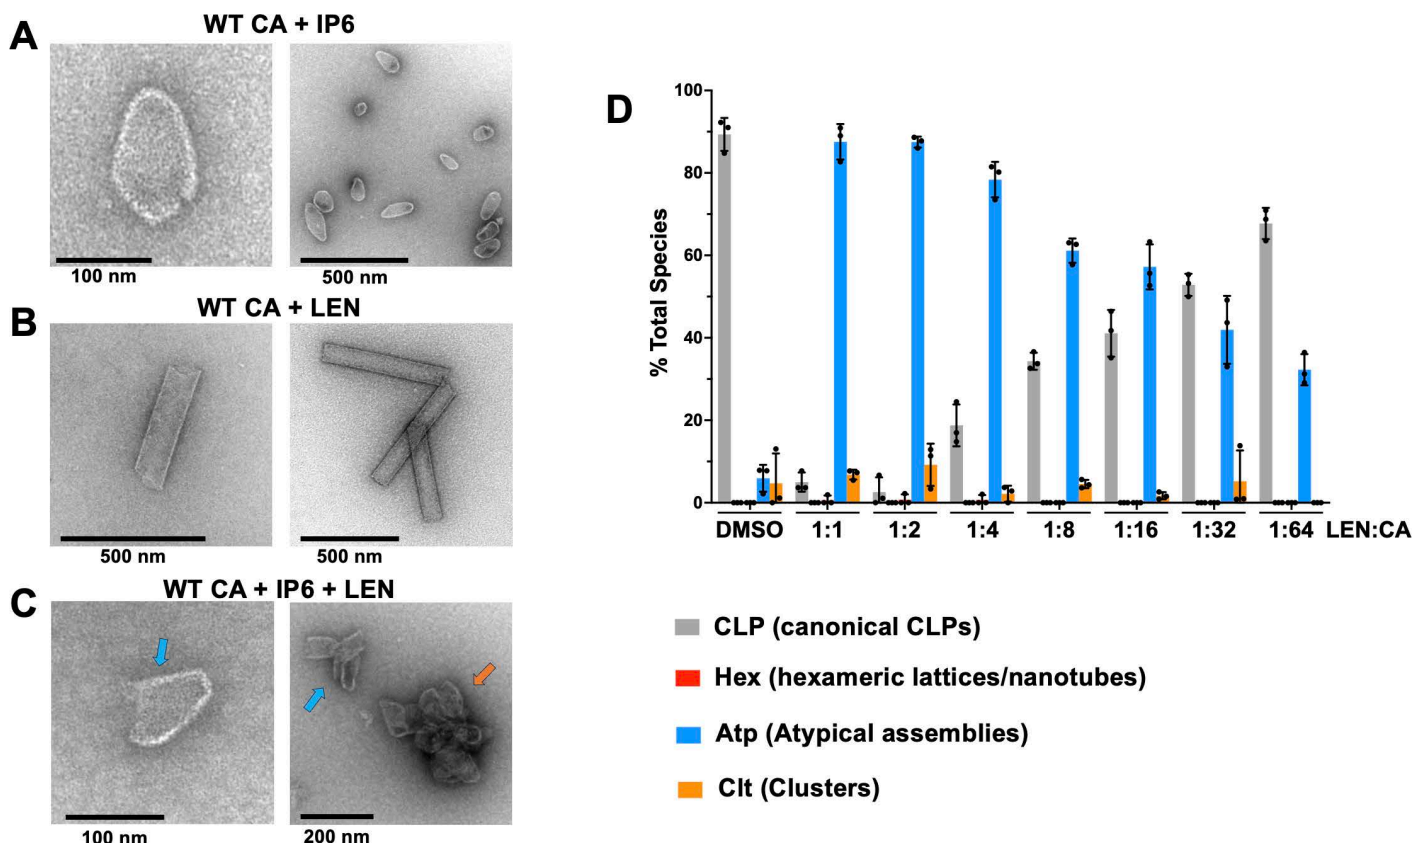 A
WT CA + IP6
100 nm
500 nm
B
WT CA + LEN
500 nm
500 nm
C
WT CA + IP6 + LEN
100 nm
200 nm
D
% Total Species
100
80
60
40
20
0
DMSO 1:1 1:2 1:4 1:8 1:16 1:32 1:64 LEN:CA
CLP (canonical CLPs)
Hex (hexameric lattices/nanotubes)
Atp (Atypical assemblies)
Clt (Clusters)